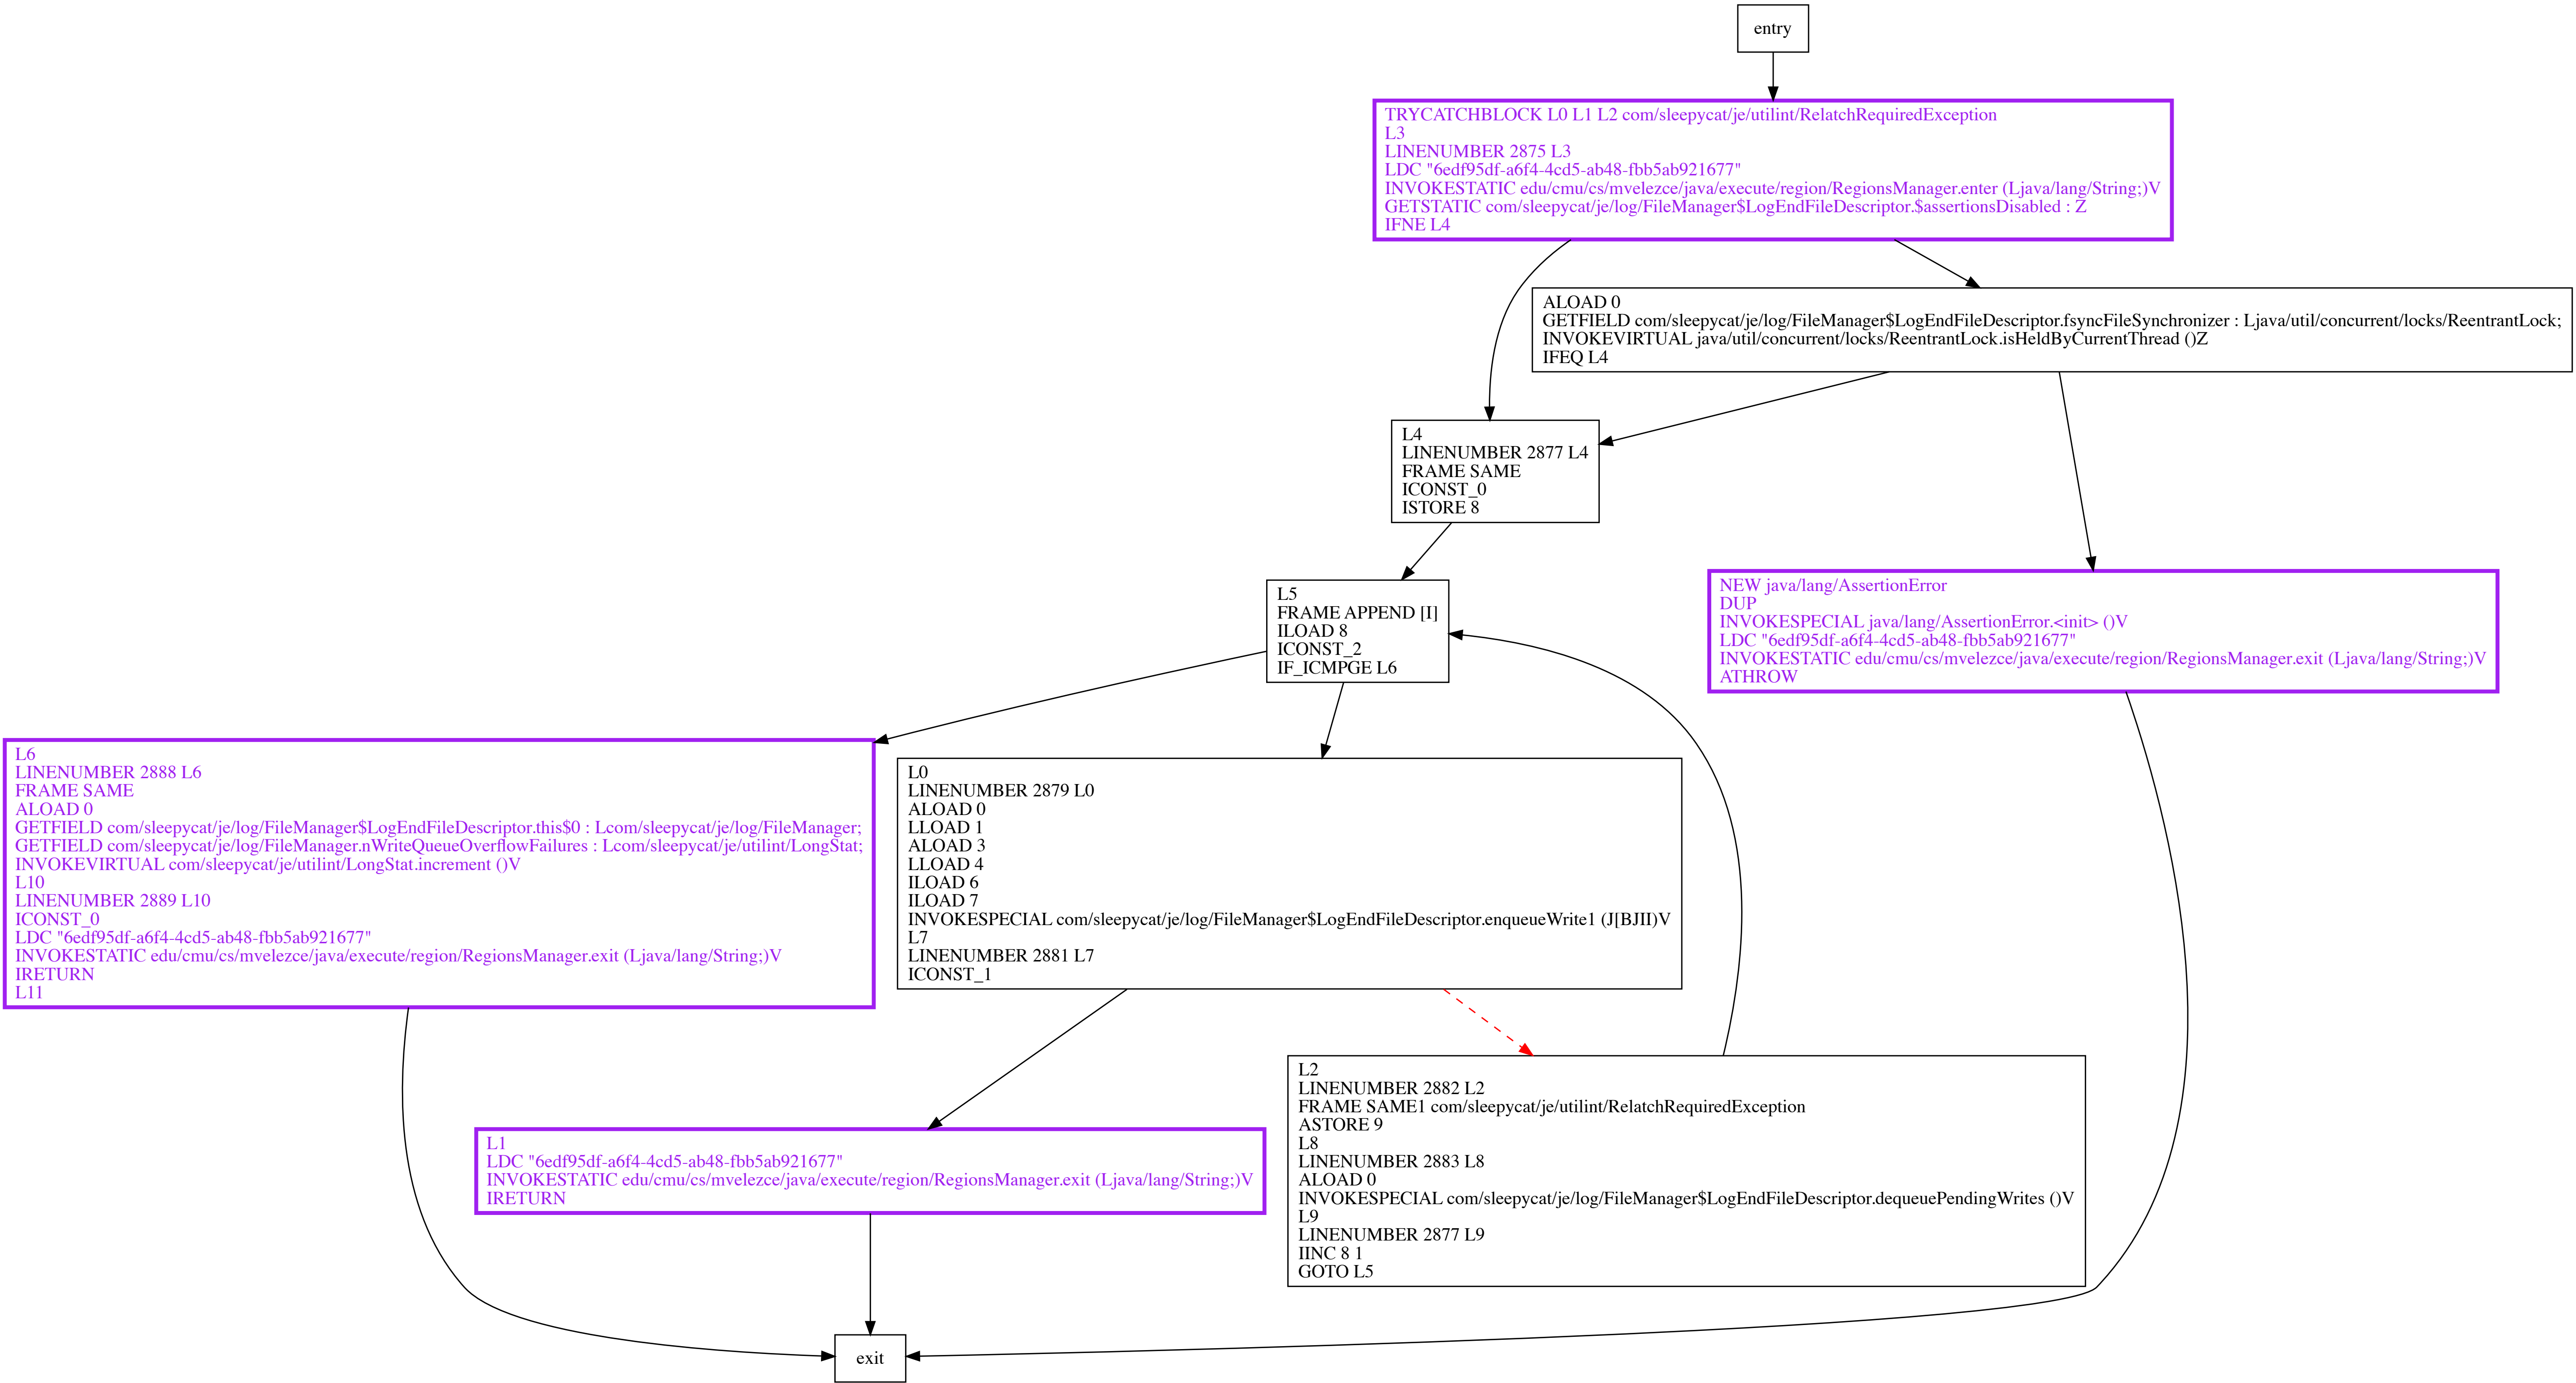 entry
TRYCATCHBLOCK L0 L1 L2 com/sleepycat/je/utilint/RelatchRequiredException
L3
LINENUMBER 2875 L3
LDC "6edf95df-a6f4-4cd5-ab48-fbb5ab921677"
INVOKESTATIC edu/cmu/cs/mvelezce/java/execute/region/RegionsManager.enter (Ljava/lang/String;)V
GETSTATIC com/sleepycat/je/log/FileManager$LogEndFileDescriptor.$assertionsDisabled : Z
IFNE L4
ALOAD 0
GETFIELD com/sleepycat/je/log/FileManager$LogEndFileDescriptor.fsyncFileSynchronizer : Ljava/util/concurrent/locks/ReentrantLock;
INVOKEVIRTUAL java/util/concurrent/locks/ReentrantLock.isHeldByCurrentThread ()Z
IFEQ L4
L4
LINENUMBER 2877 L4
FRAME SAME
ICONST_0
ISTORE 8
L5
FRAME APPEND [I]
ILOAD 8
ICONST_2
IF_ICMPGE L6
NEW java/lang/AssertionError
DUP
INVOKESPECIAL java/lang/AssertionError.<init> ()V
LDC "6edf95df-a6f4-4cd5-ab48-fbb5ab921677"
INVOKESTATIC edu/cmu/cs/mvelezce/java/execute/region/RegionsManager.exit (Ljava/lang/String;)V
ATHROW
L6
LINENUMBER 2888 L6
FRAME SAME
ALOAD 0
GETFIELD com/sleepycat/je/log/FileManager$LogEndFileDescriptor.this$0 : Lcom/sleepycat/je/log/FileManager;
GETFIELD com/sleepycat/je/log/FileManager.nWriteQueueOverflowFailures : Lcom/sleepycat/je/utilint/LongStat;
INVOKEVIRTUAL com/sleepycat/je/utilint/LongStat.increment ()V
L10
LINENUMBER 2889 L10
ICONST_0
LDC "6edf95df-a6f4-4cd5-ab48-fbb5ab921677"
INVOKESTATIC edu/cmu/cs/mvelezce/java/execute/region/RegionsManager.exit (Ljava/lang/String;)V
IRETURN
L11
L0
LINENUMBER 2879 L0
ALOAD 0
LLOAD 1
ALOAD 3
LLOAD 4
ILOAD 6
ILOAD 7
INVOKESPECIAL com/sleepycat/je/log/FileManager$LogEndFileDescriptor.enqueueWrite1 (J[BJII)V
L7
LINENUMBER 2881 L7
ICONST_1
L1
LDC "6edf95df-a6f4-4cd5-ab48-fbb5ab921677"
INVOKESTATIC edu/cmu/cs/mvelezce/java/execute/region/RegionsManager.exit (Ljava/lang/String;)V
IRETURN
L2
LINENUMBER 2882 L2
FRAME SAME1 com/sleepycat/je/utilint/RelatchRequiredException
ASTORE 9
L8
LINENUMBER 2883 L8
ALOAD 0
INVOKESPECIAL com/sleepycat/je/log/FileManager$LogEndFileDescriptor.dequeuePendingWrites ()V
L9
LINENUMBER 2877 L9
IINC 8 1
GOTO L5
exit